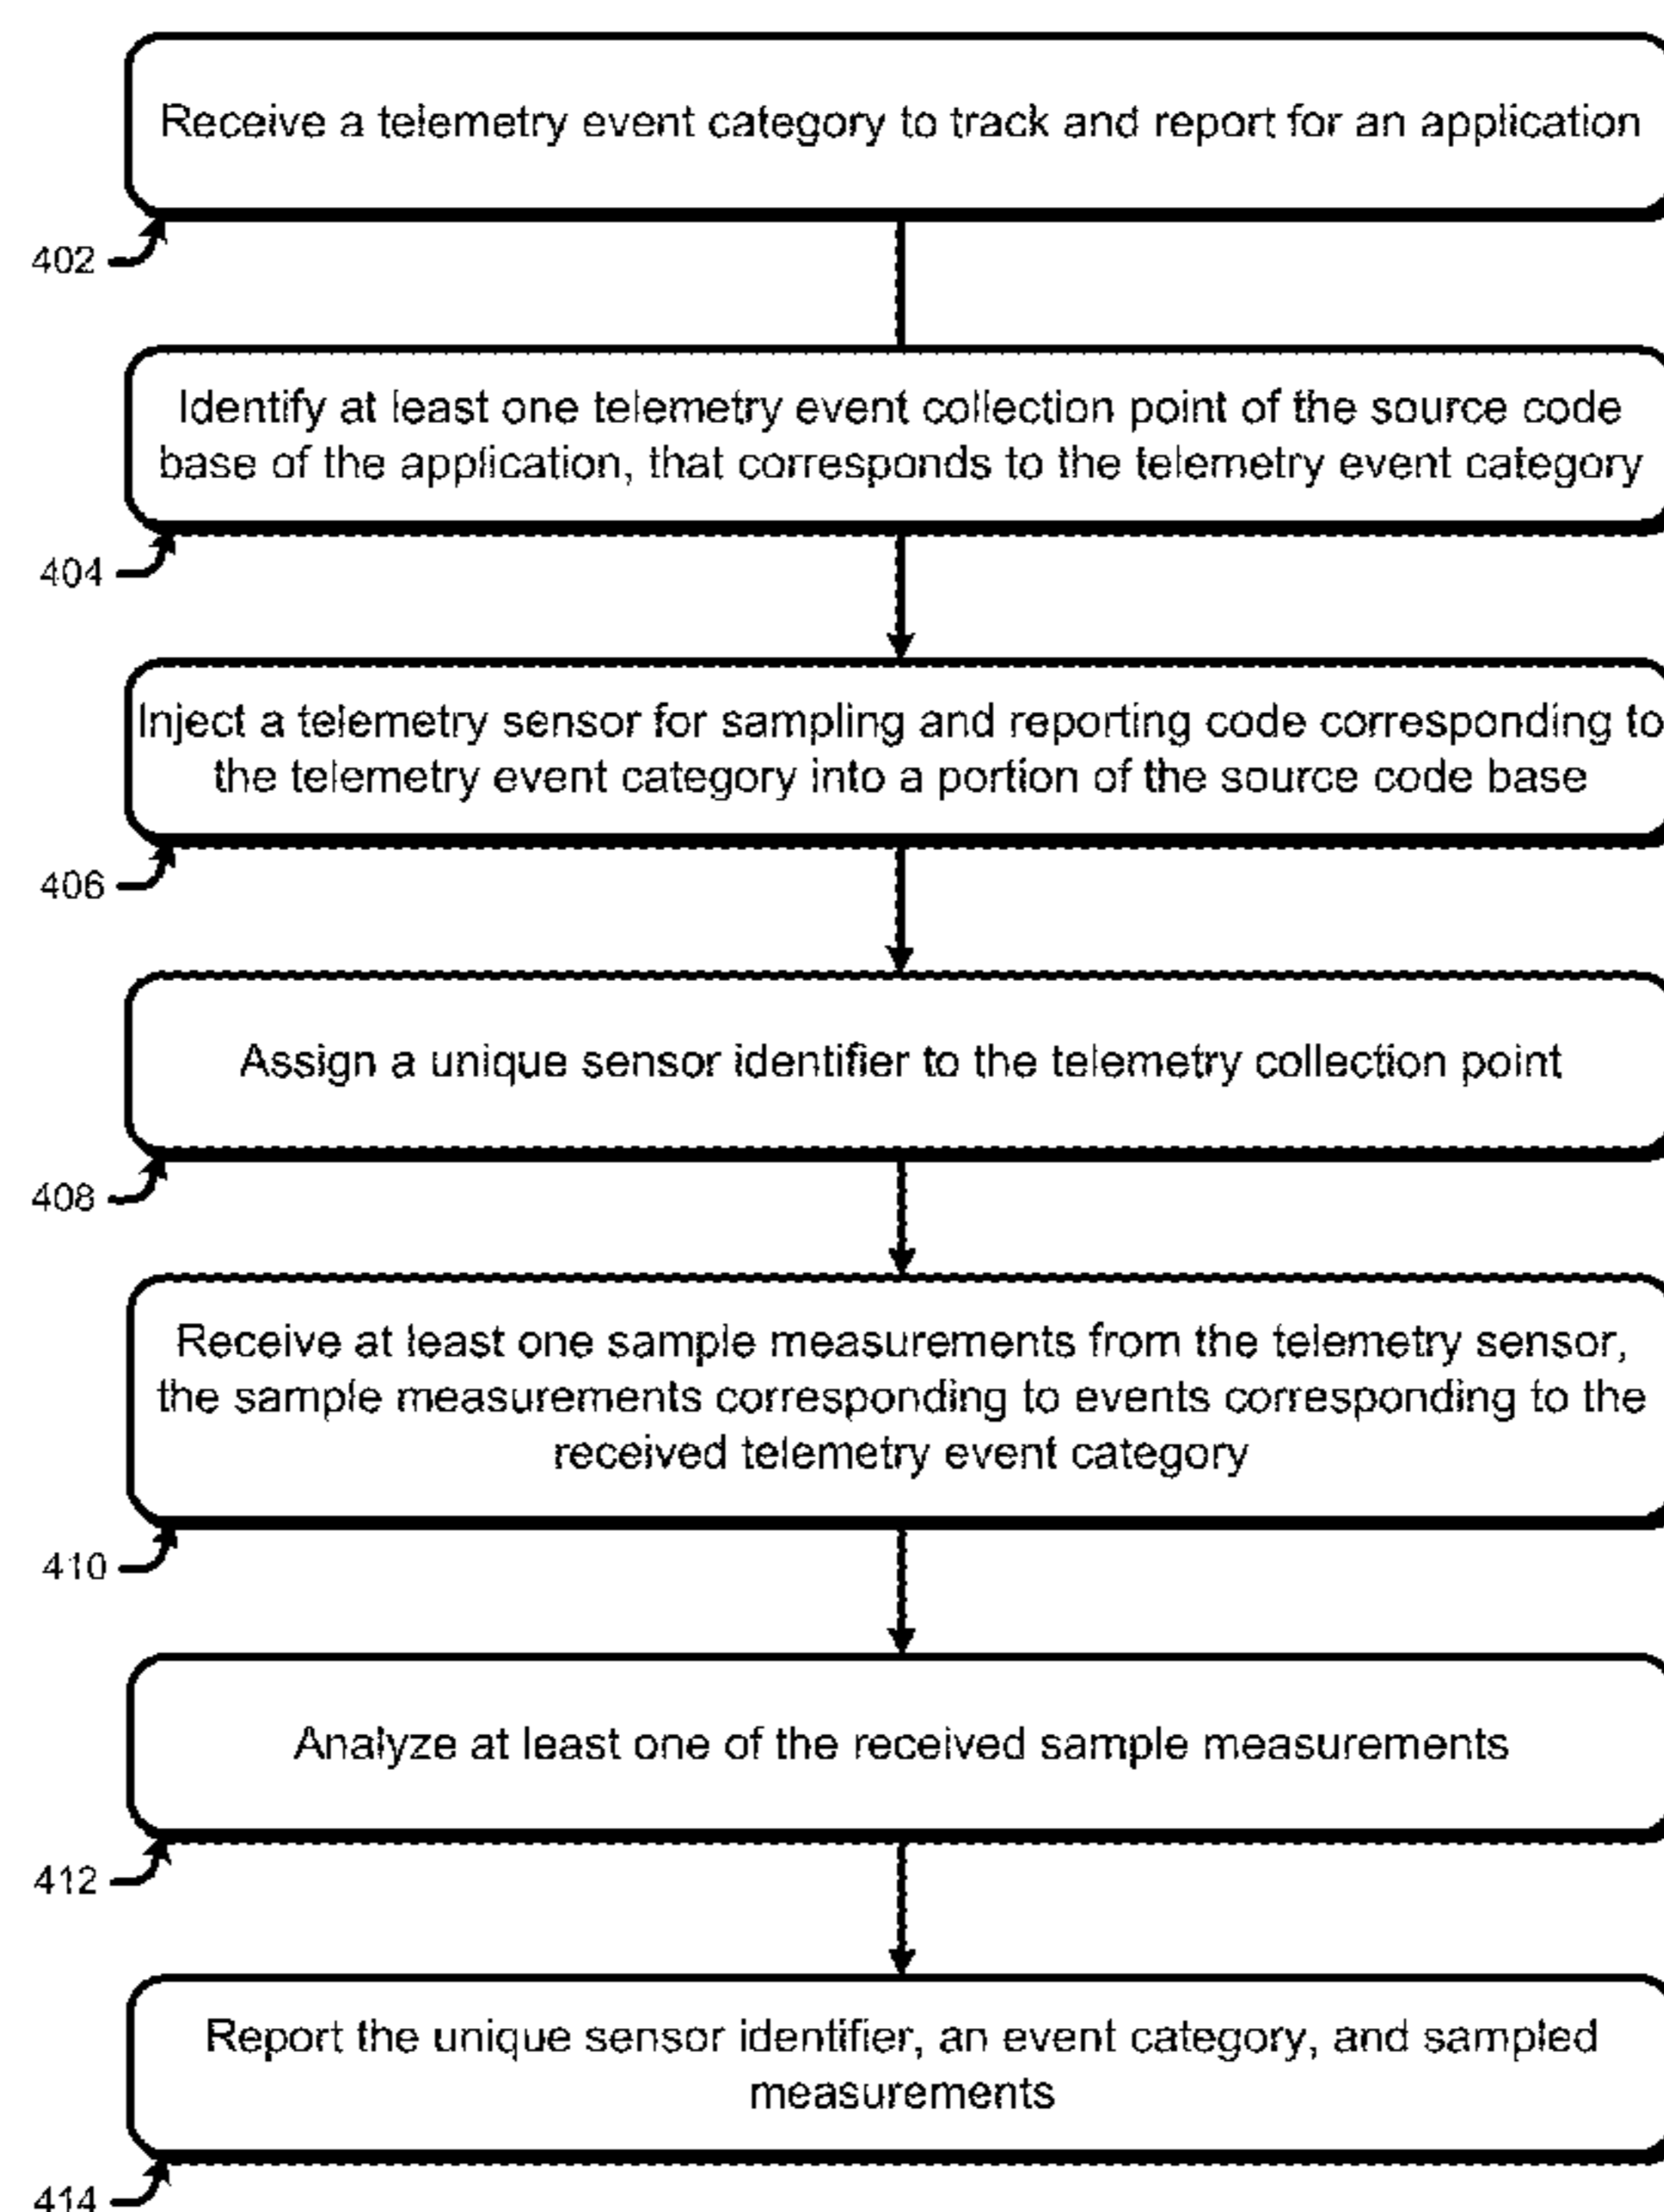 Receive a telemetry event category to track and report for an application
402
Identify at least one telemetry event collection point of the source code
base of the application, that corresponds to the telemetry event category
404
Inject a telemetry sensor for sampling and reporting code corresponding to
the telemetry event category into a portion of the source code base
406
Assign a unique sensor identifier to the telemetry collection point
408
Receive at least one sample measurements from the telemetry sensor,
the sample measurements corresponding to events corresponding to the
received telemetry event category
410
Analyze at least one of the received sample measurements
412
Report the unique sensor identifier, an event category, and sampled
measurements
414